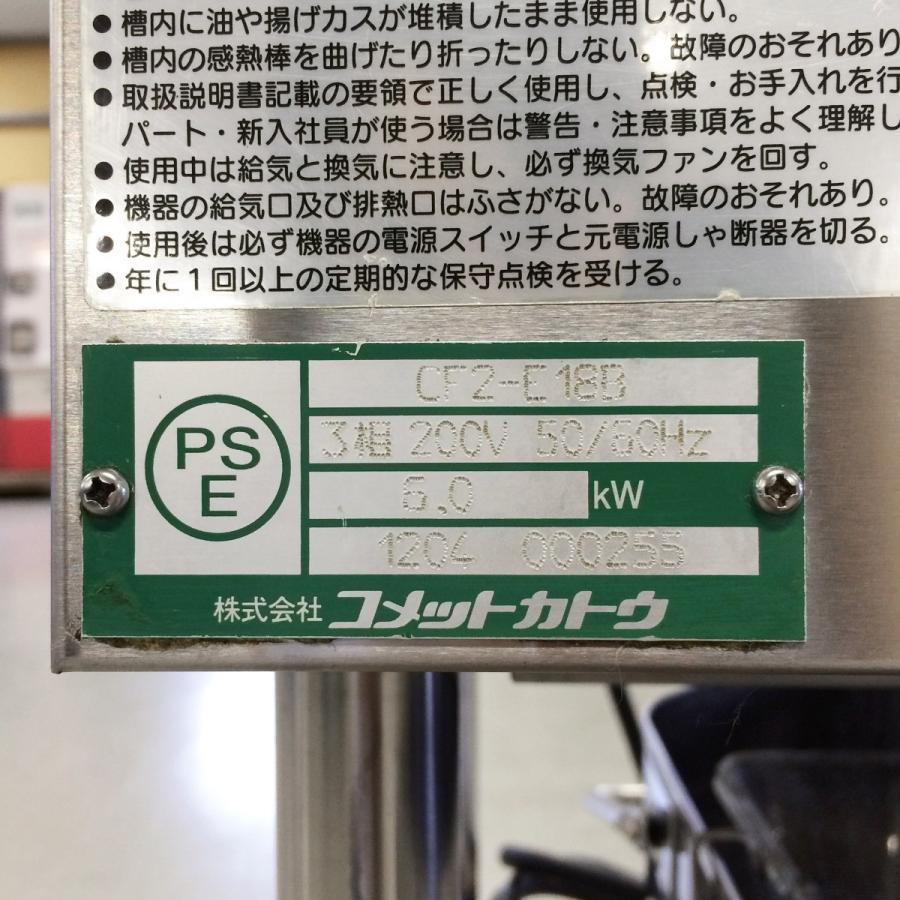 ●槽内に油や揚げカスが堆積したまま使用しない。
●槽内の感熱棒を曲げたり折ったりしない。故障のおそれあり
●取扱説明書記載の要領で正しく使用し、点検・お手入れを行
パート・新入社員が使う場合は警告・注意事項をよく理解し
●使用中は給気と換気に注意し、必ず換気ファンを回す。
●機器の給気口及び排熱口はふさがない。故障のおそれあり。
●使用後は必ず機器の電源スイッチと元電源しゃ断器を切る。
●年に1回以上の定期的な保守点検を受ける。
PS
E
CF2-E18B
3相 200V 50/60Hz
6.0 kW
1204 000255
株式会社 コメットカトウ